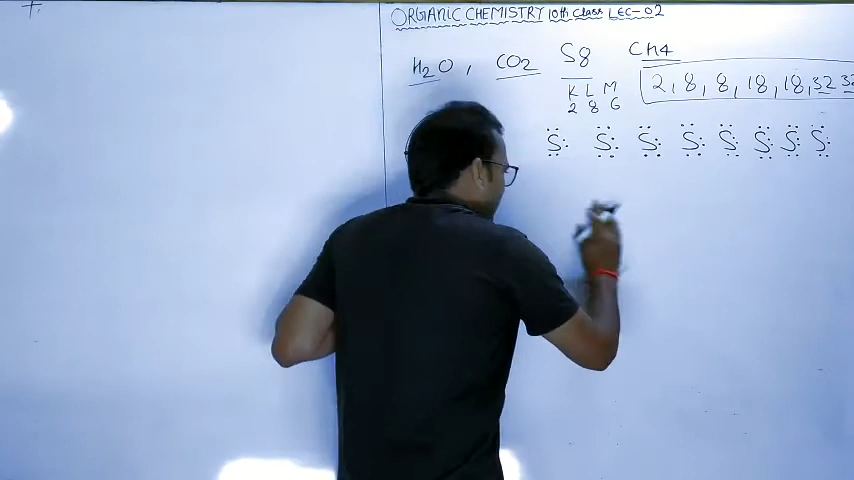 ORGANIC CHEMISTRY 10th Class LEC-02
H2O, CO2 S8 CH4
K L M 2, 8, 8, 18, 18, 32 32
2 8 6
S S S S S S S S